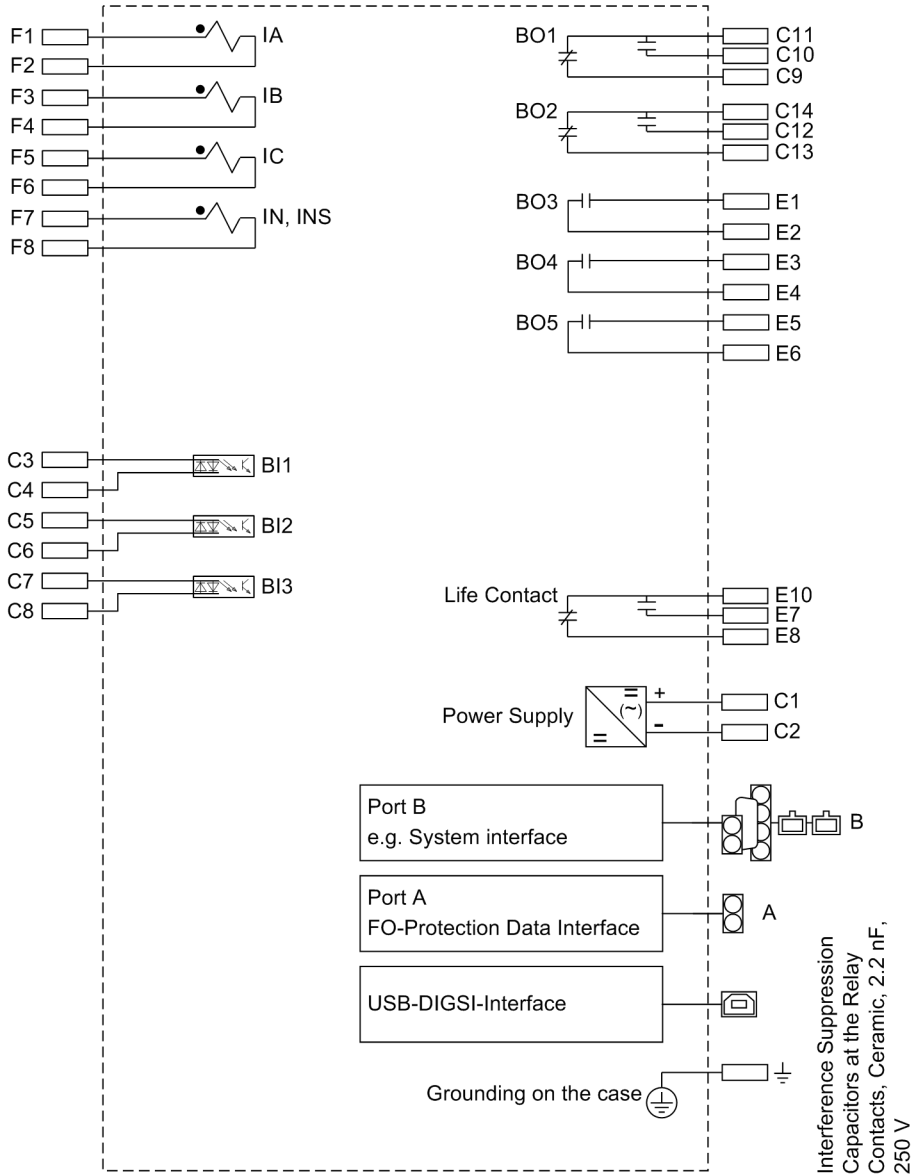 F1
IA
F2
F3
IB
F4
F5
IC
F6
F7
IN, INS
F8
BO1
C11
C10
C9
BO2
C14
C12
C13
BO3
E1
E2
BO4
E3
E4
BO5
E5
E6
C3
BI1
C4
C5
BI2
C6
C7
BI3
C8
Life Contact
E10
E7
E8
Power Supply
=
(~)
=
+
-
C1
C2
Port B
e.g. System interface
B
Port A
FO-Protection Data Interface
A
USB-DIGSI-Interface
Grounding on the case
Interference Suppression
Capacitors at the Relay
Contacts, Ceramic, 2.2 nF,
250 V